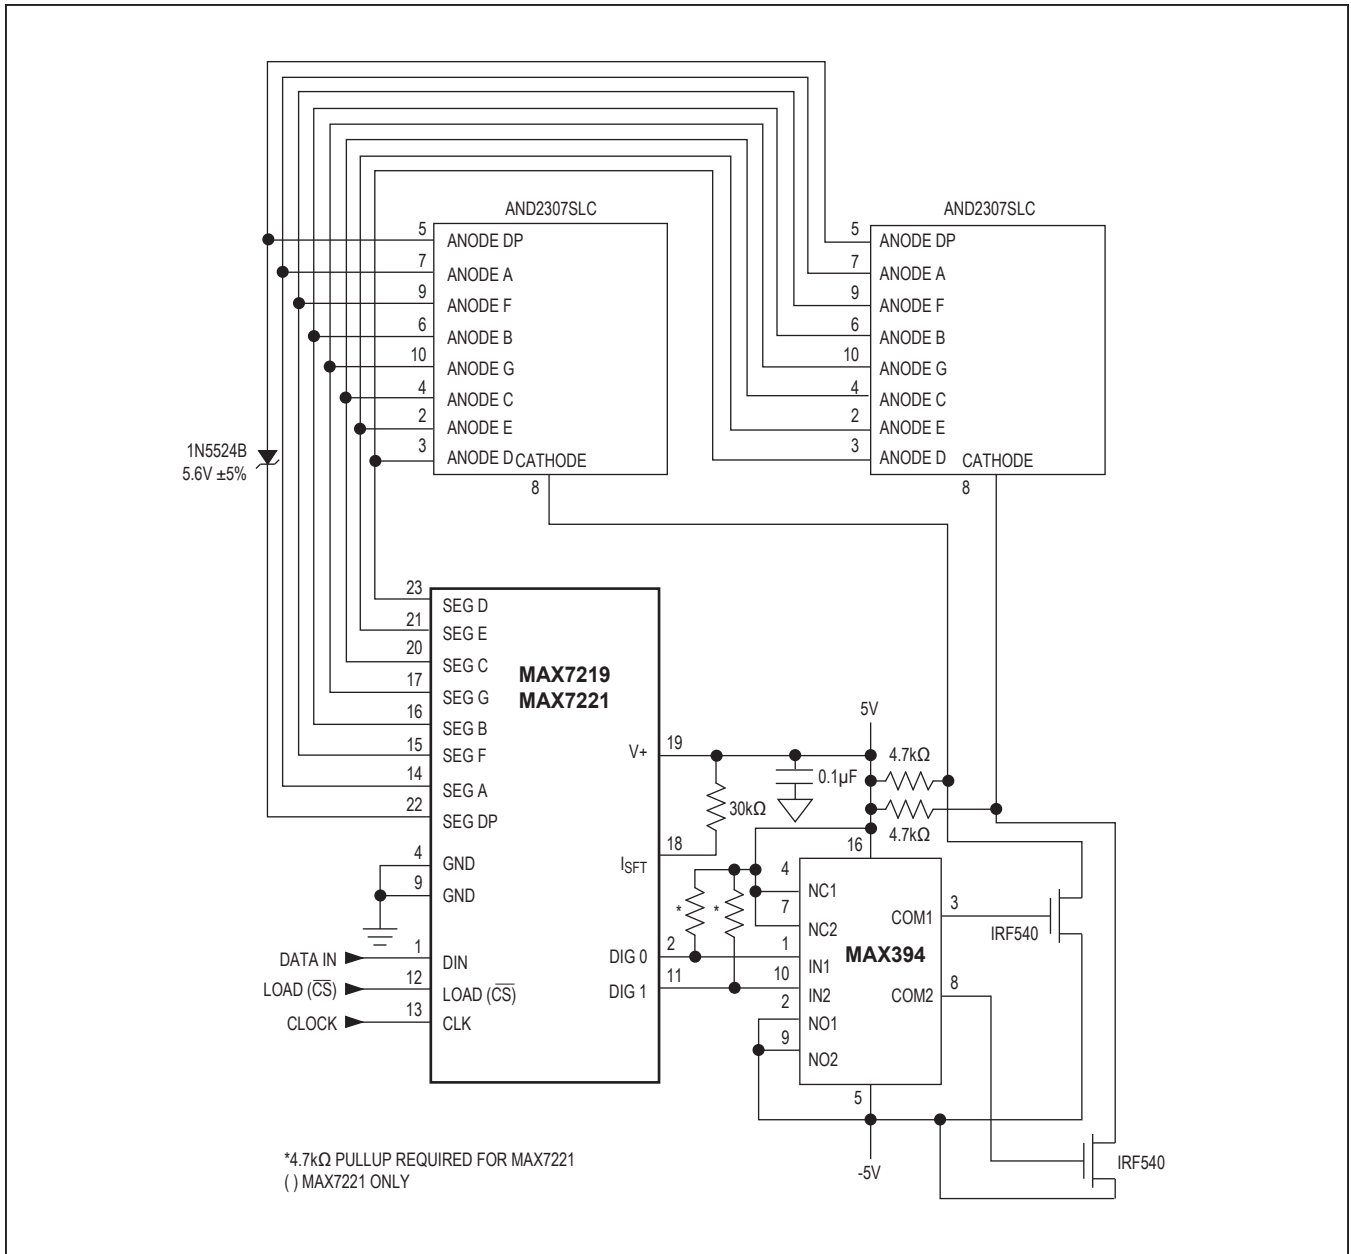 AND2307SLC
5
ANODE DP
7
ANODE A
9
ANODE F
6
ANODE B
10
ANODE G
4
ANODE C
2
ANODE E
3
ANODE D
CATHODE
8
AND2307SLC
5
ANODE DP
7
ANODE A
9
ANODE F
6
ANODE B
10
ANODE G
4
ANODE C
2
ANODE E
3
ANODE D
CATHODE
8
1N5524B
5.6V ±5%
MAX7219
MAX7221
23
SEG D
21
SEG E
20
SEG C
17
SEG G
16
SEG B
15
SEG F
14
SEG A
22
SEG DP
4
GND
9
GND
DATA IN
1
DIN
LOAD (C̅S̅)
12
LOAD (C̅S̅)
CLOCK
13
CLK
V+
19
ISFT
18
DIG 0
2
DIG 1
11
30kΩ
0.1µF
5V
4.7kΩ
4.7kΩ
*
*
16
MAX394
4
NC1
7
NC2
1
IN1
10
IN2
2
NO1
9
NO2
COM1
3
COM2
8
5
-5V
IRF540
IRF540
*4.7kΩ PULLUP REQUIRED FOR MAX7221
( ) MAX7221 ONLY